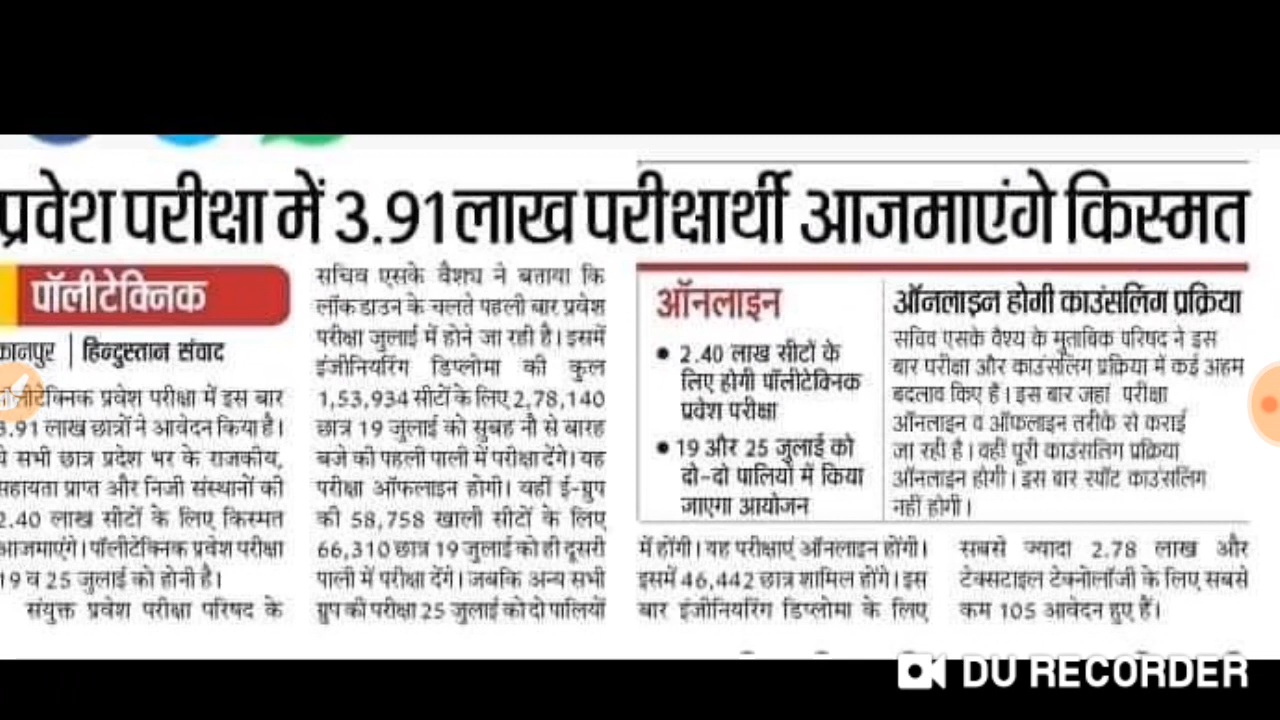 प्रवेश परीक्षा में 3.91 लाख परीक्षार्थी आजमाएंगे किस्मत
पॉलीटेक्निक
कानपुर | हिन्दुस्तान संवाद
पॉलीटेक्निक प्रवेश परीक्षा में इस बार
3.91 लाख छात्रों ने आवेदन किया है।
ये सभी छात्र प्रदेश भर के राजकीय,
सहायता प्राप्त और निजी संस्थानों की
2.40 लाख सीटों के लिए किस्मत
आजमाएंगे। पॉलीटेक्निक प्रवेश परीक्षा
19 व 25 जुलाई को होनी है।
संयुक्त प्रवेश परीक्षा परिषद के
सचिव एसके वैश्य ने बताया कि
लॉकडाउन के चलते पहली बार प्रवेश
परीक्षा जुलाई में होने जा रही है। इसमें
इंजीनियरिंग डिप्लोमा की कुल
1,53,934 सीटों के लिए 2,78,140
छात्र 19 जुलाई को सुबह नौ से बारह
बजे की पहली पाली में परीक्षा देंगे। यह
परीक्षा ऑफलाइन होगी। वहीं ई-ग्रुप
की 58,758 खाली सीटों के लिए
66,310 छात्र 19 जुलाई को ही दूसरी
पाली में परीक्षा देंगे। जबकि अन्य सभी
ग्रुप की परीक्षा 25 जुलाई को दो पालियों
ऑनलाइन
● 2.40 लाख सीटों के
लिए होगी पॉलीटेक्निक
प्रवेश परीक्षा
● 19 और 25 जुलाई को
दो-दो पालियों में किया
जाएगा आयोजन
ऑनलाइन होगी काउंसलिंग प्रक्रिया
सचिव एसके वैश्य के मुताबिक परिषद ने इस
बार परीक्षा और काउंसलिंग प्रक्रिया में कई अहम
बदलाव किए है। इस बार जहां परीक्षा
ऑनलाइन व ऑफलाइन तरीके से कराई
जा रही है। वहीं पूरी काउंसलिंग प्रक्रिया
ऑनलाइन होगी। इस बार स्पॉट काउंसलिंग
नहीं होगी।
में होंगी। यह परीक्षाएं ऑनलाइन होंगी।
इसमें 46,442 छात्र शामिल होंगे। इस
बार इंजीनियरिंग डिप्लोमा के लिए
सबसे ज्यादा 2.78 लाख और
टेक्सटाइल टेक्नोलॉजी के लिए सबसे
कम 105 आवेदन हुए हैं।
DU RECORDER